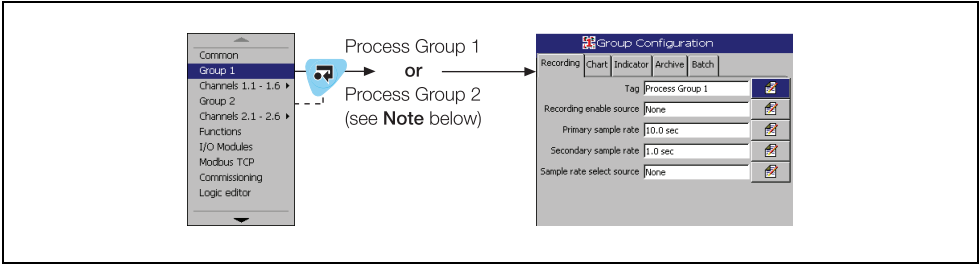 Common
Group 1
Channels 1.1 - 1.6
Group 2
Channels 2.1 - 2.6
Functions
I/O Modules
Modbus TCP
Commissioning
Logic editor
Process Group 1
or
Process Group 2
(see Note below)
Group Configuration
Recording Chart Indicator Archive Batch
Tag Process Group 1
Recording enable source None
Primary sample rate 10.0 sec
Secondary sample rate 1.0 sec
Sample rate select source None